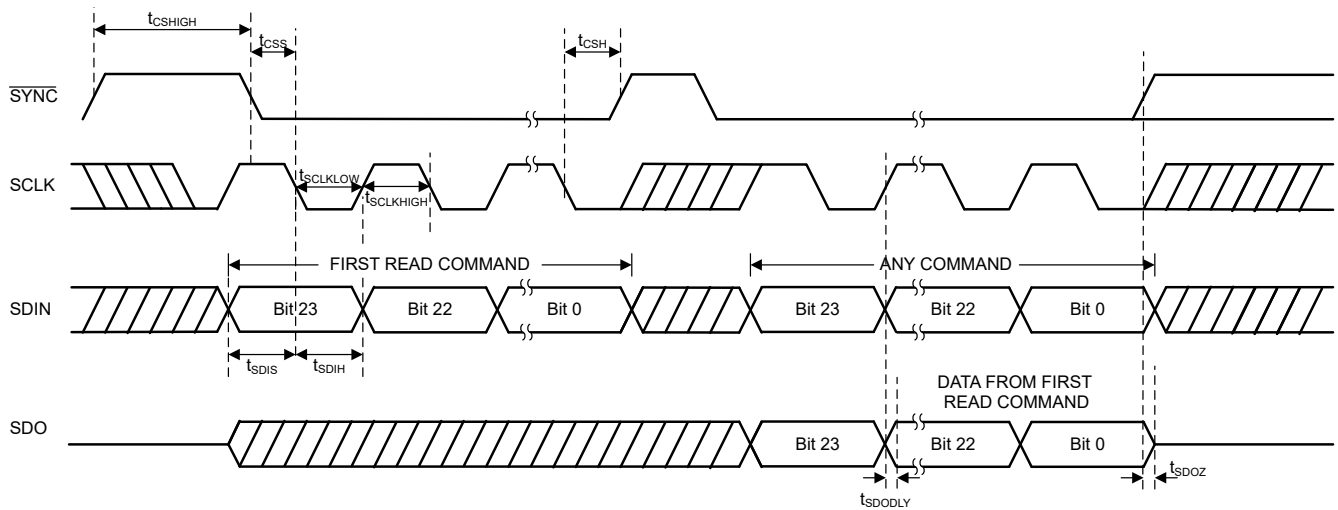 tCSHIGH
tCSS
tCSH
SYNC
SCLK
tSCLKLOW
tSCLKHIGH
FIRST READ COMMAND
ANY COMMAND
SDIN
Bit 23
Bit 22
Bit 0
Bit 23
Bit 22
Bit 0
tSDIS
tSDIH
DATA FROM FIRST
READ COMMAND
SDO
Bit 23
Bit 22
Bit 0
tSDODLY
tSDOZ